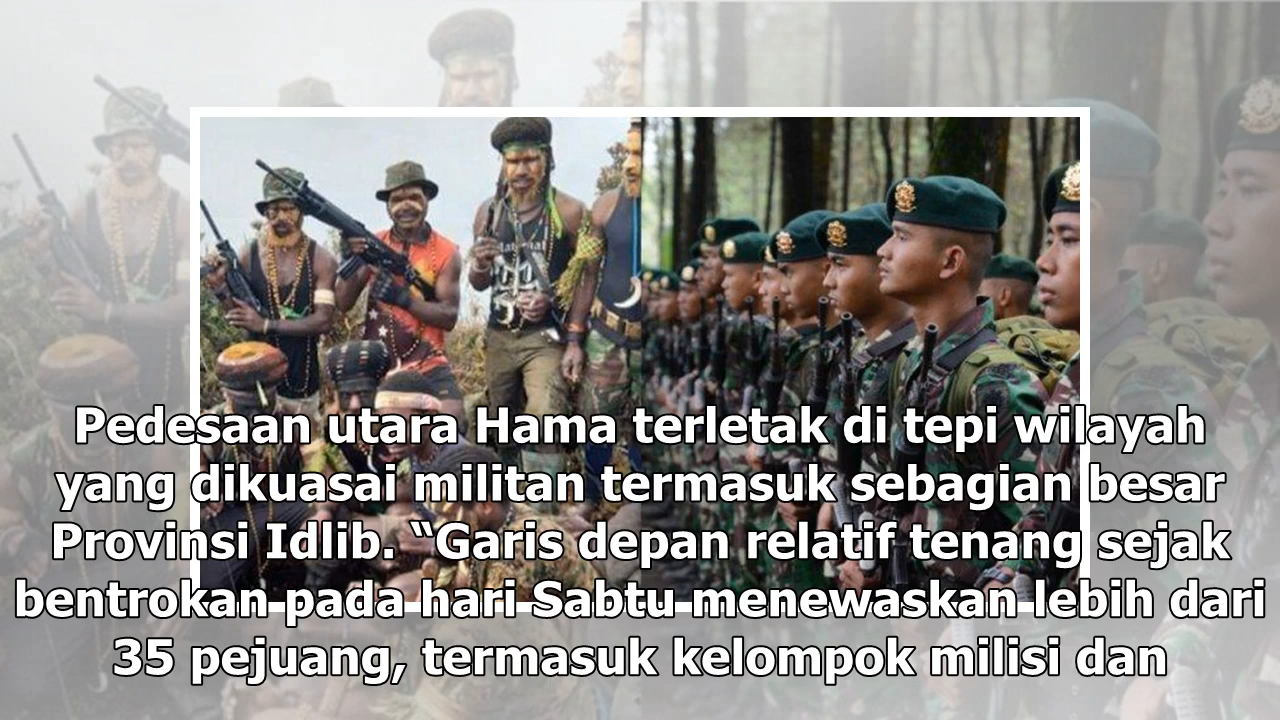 Pedesaan utara Hama terletak di tepi wilayah
yang dikuasai militan termasuk sebagian besar
Provinsi Idlib. “Garis depan relatif tenang sejak
bentrokan pada hari Sabtu menewaskan lebih dari
35 pejuang, termasuk kelompok milisi dan